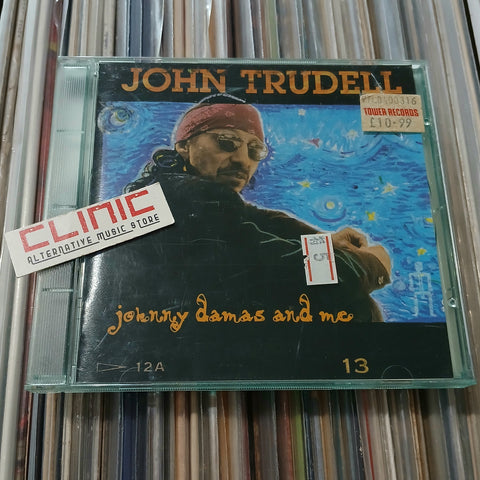 JOHN TRUDELL
TOWER RECORDS
£10-99
CLINIC
ALTERNATIVE MUSIC STORE
johnny damas and me
12A
13